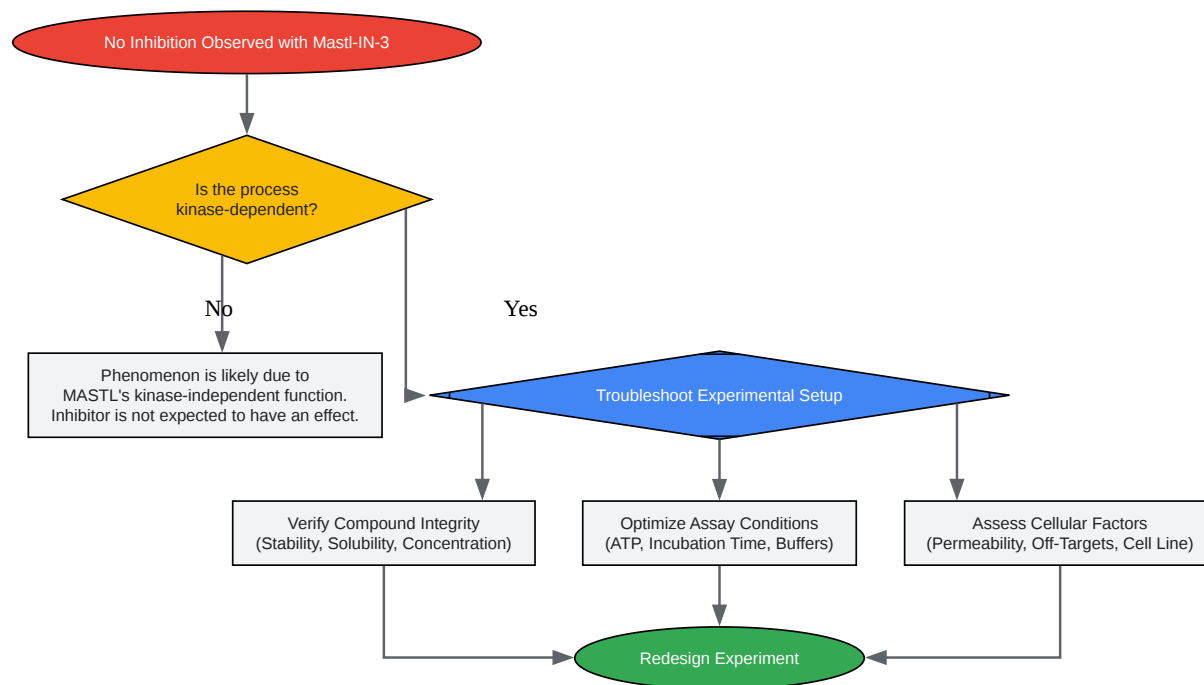 No Inhibition Observed with Mastl-IN-3
Is the process
kinase-dependent?
No
Yes
Phenomenon is likely due to
MASTL's kinase-independent function.
Inhibitor is not expected to have an effect.
Troubleshoot Experimental Setup
Verify Compound Integrity
(Stability, Solubility, Concentration)
Optimize Assay Conditions
(ATP, Incubation Time, Buffers)
Assess Cellular Factors
(Permeability, Off-Targets, Cell Line)
Redesign Experiment